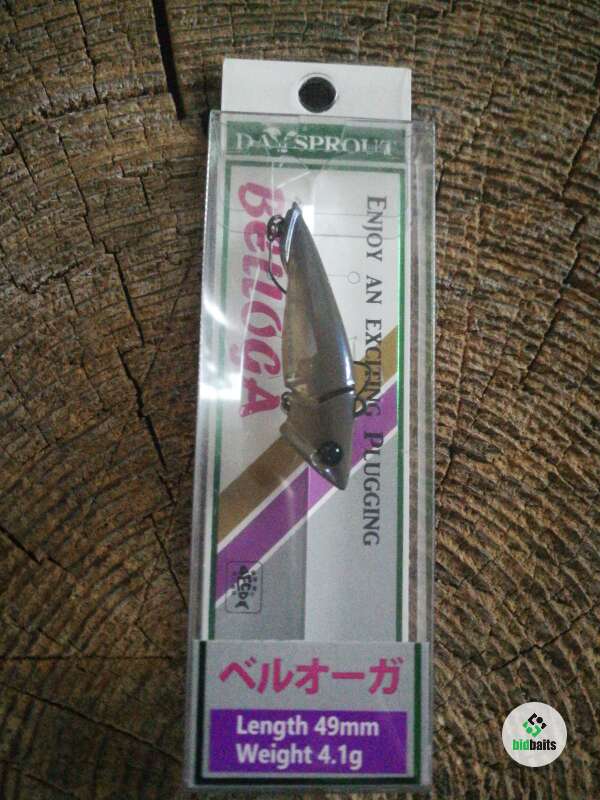 DAYSPROUT
BellOGA
ENJOY AN EXCITING PLUGGING
ベルオーガ
Length 49mm
Weight 4.1g
bidbaits